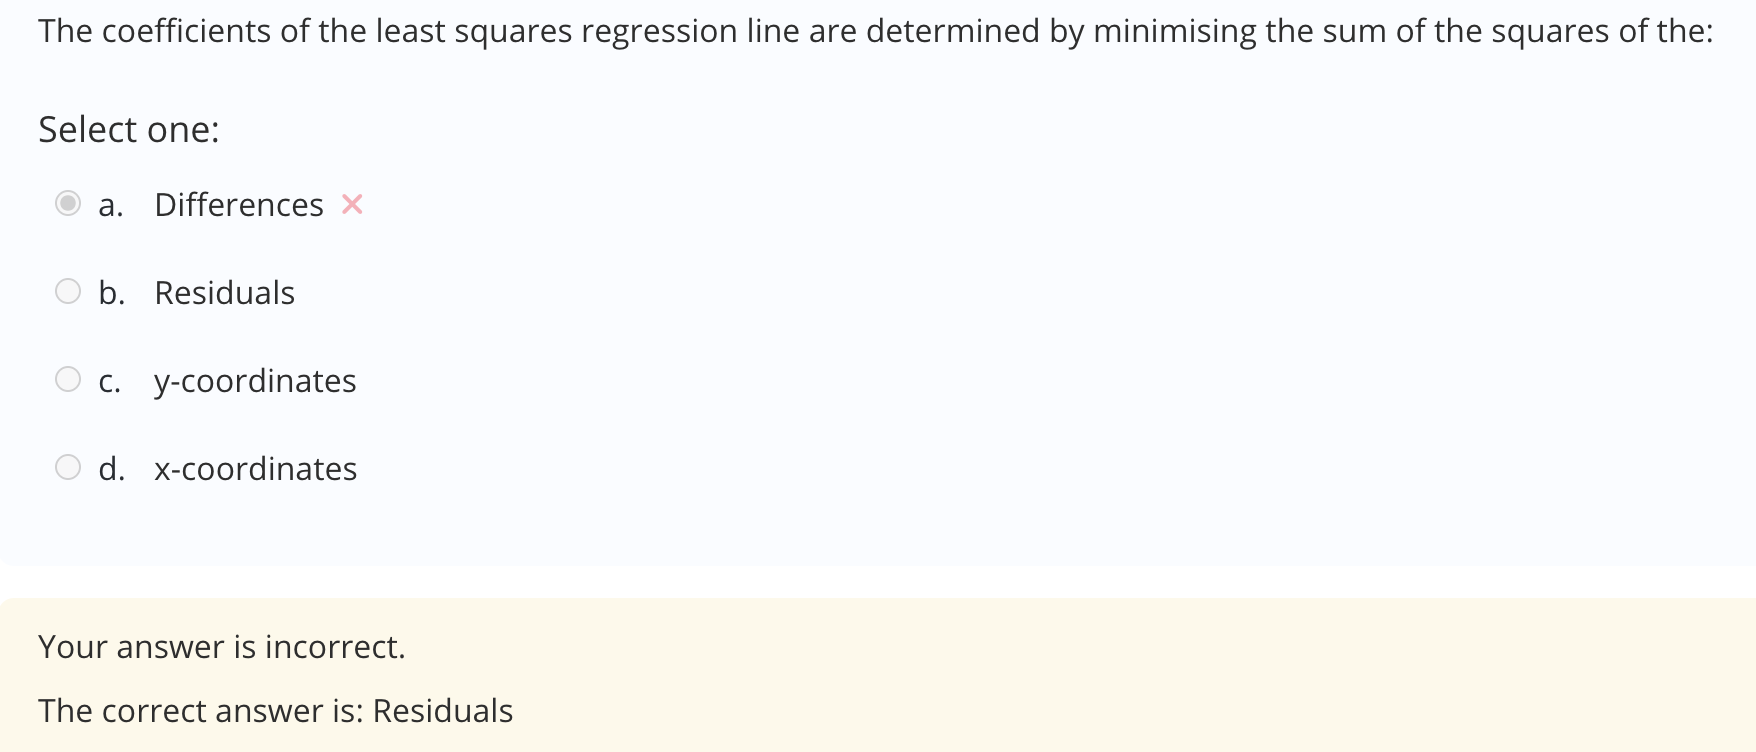 The coefficients of the least squares regression line are determined by minimising the sum of the squares of the:
Select one:
a. Differences
b. Residuals
c. y-coordinates
d. x-coordinates
Your answer is incorrect.
The correct answer is: Residuals